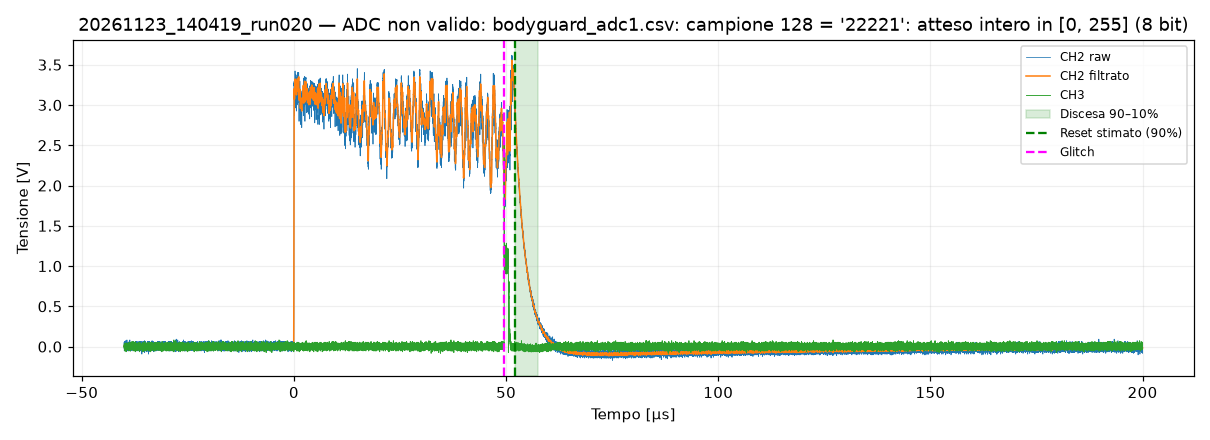 20261123_140419_run020 — ADC non valido: bodyguard_adc1.csv: campione 128 = '22221': atteso intero in [0, 255] (8 bit)
Tensione [V]
3.5
3.0
2.5
2.0
1.5
1.0
0.5
0.0
CH2 raw
CH2 filtrato
CH3
Discesa 90–10%
Reset stimato (90%)
Glitch
−50
0
50
100
150
200
Tempo [µs]